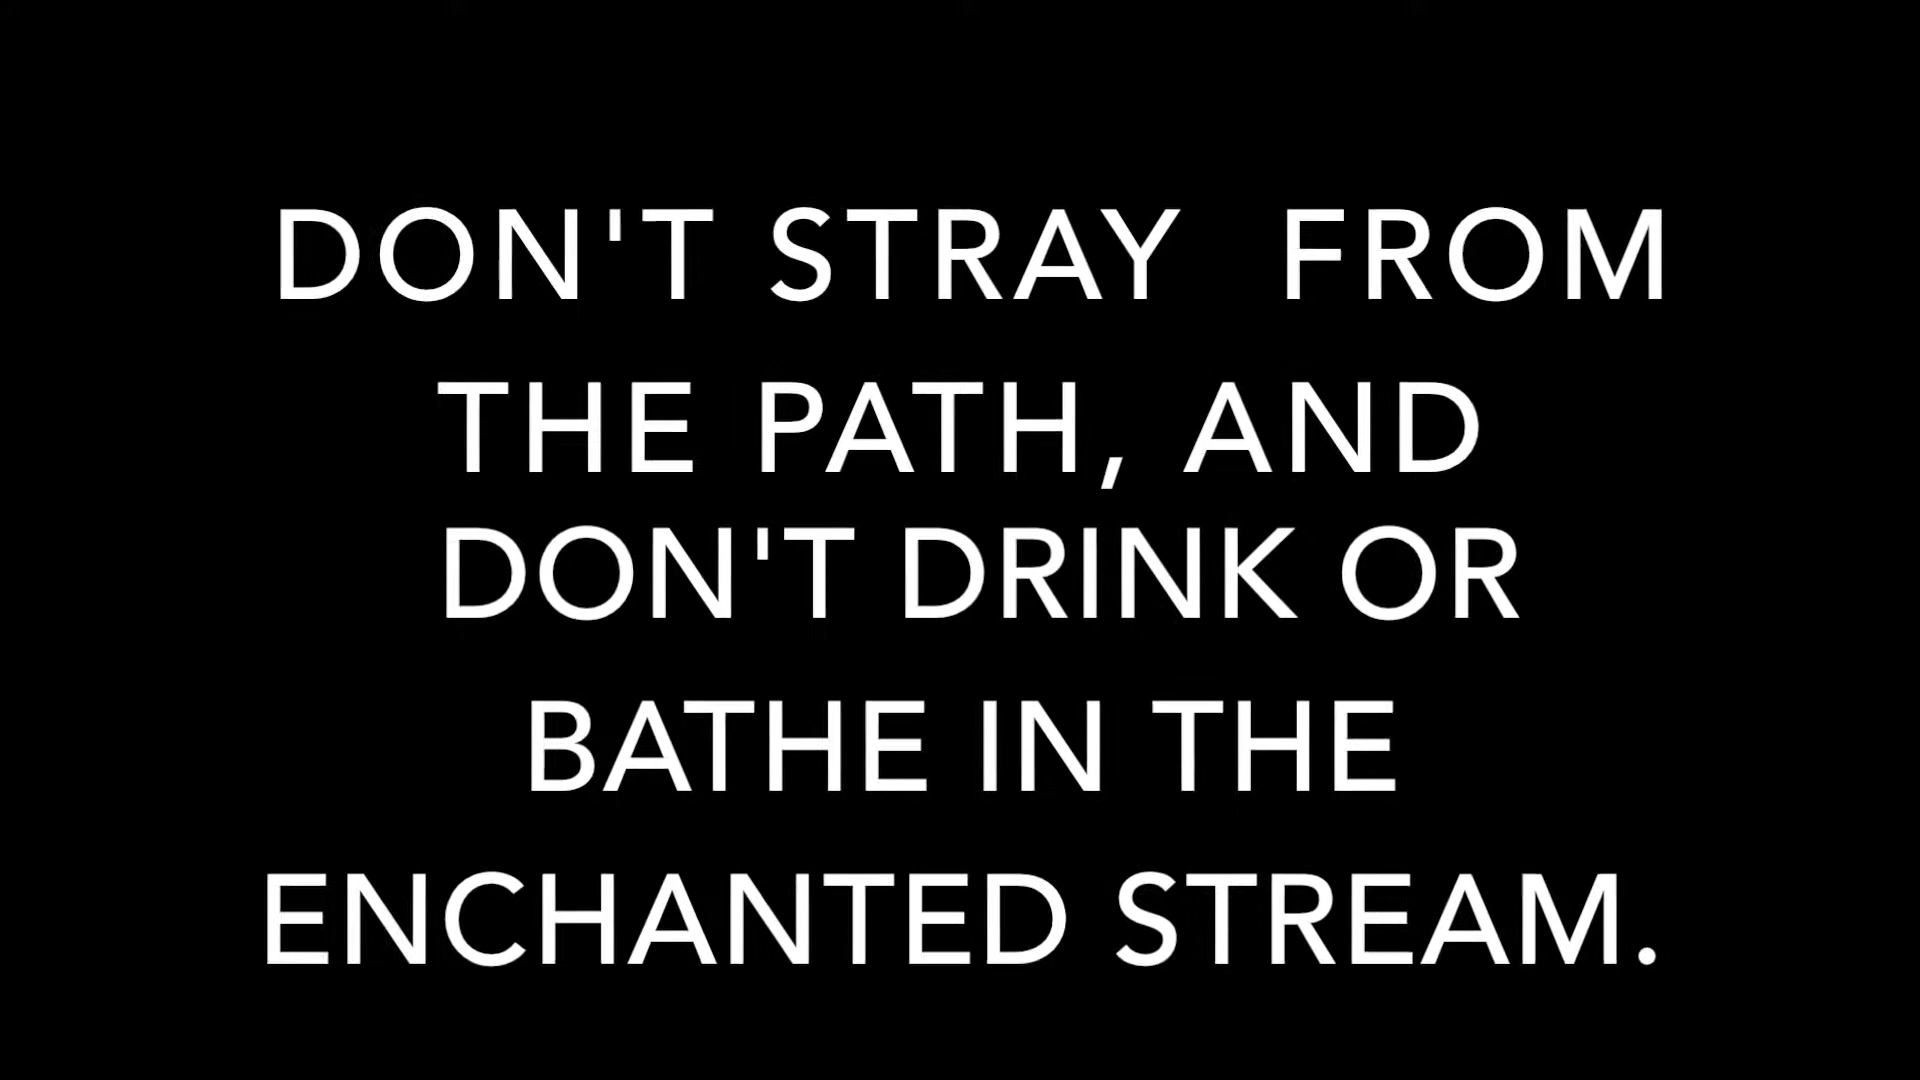 DON'T STRAY  FROM
THE PATH, AND
DON'T DRINK OR
BATHE IN THE
ENCHANTED STREAM.